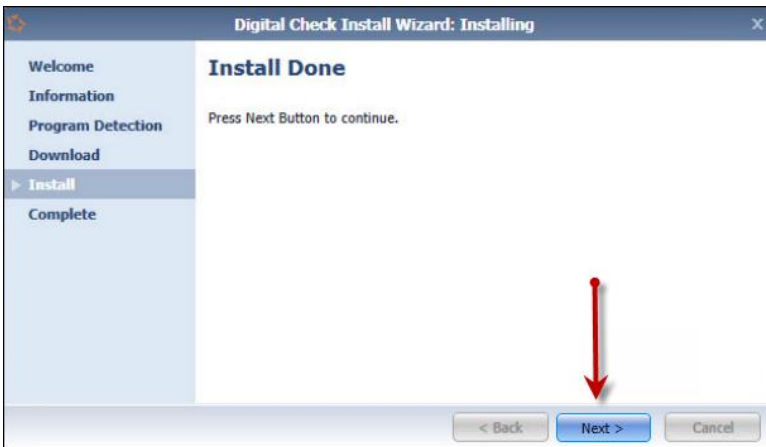 Digital Check Install Wizard: Installing
x
Welcome
Information
Program Detection
Download
Install
Complete
Install Done
Press Next Button to continue.
< Back
Next >
Cancel